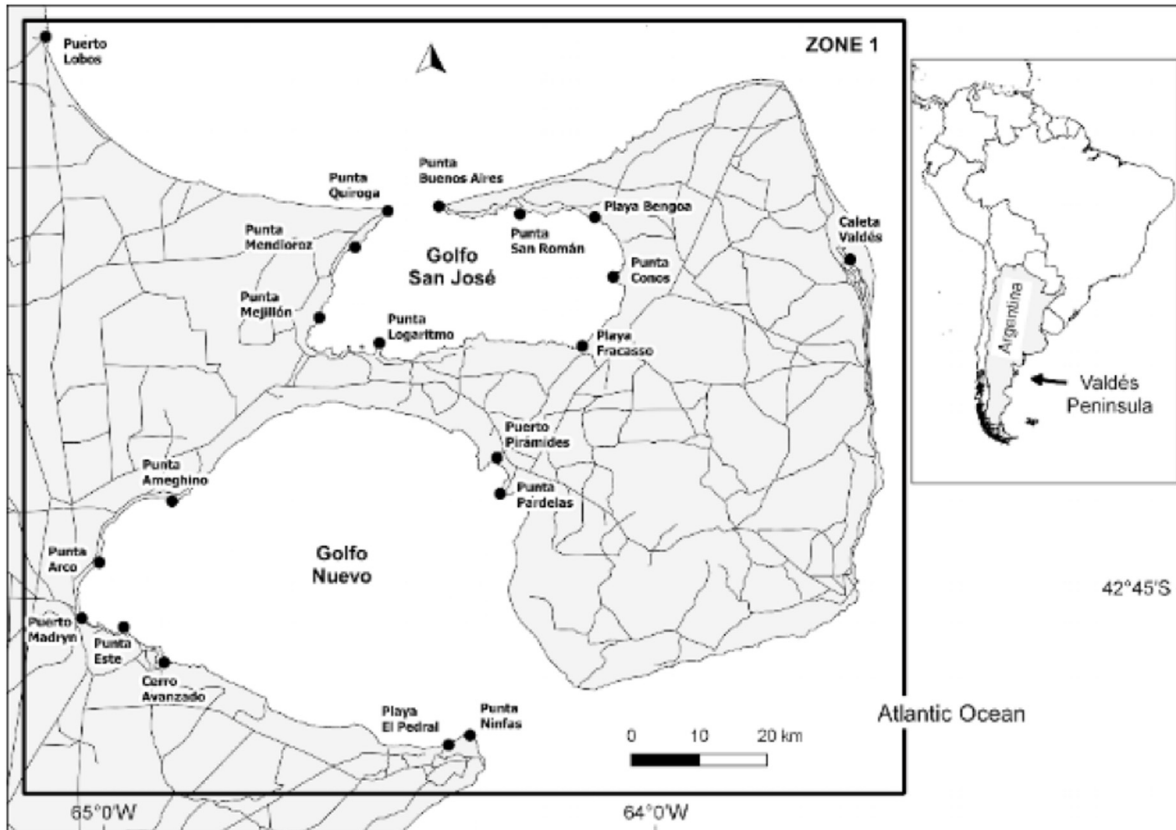 Puerto
Lobos
ZONE 1
Punta
Quiroga
Punta
Buenos Aires
Playa Bengoa
Punta
San Román
Punta
Mendioroz
Golfo
San José
Caleta
Valdés
Punta
Conos
Punta
Mejillón
Punta
Logaritmo
Playa
Fracasso
Argentina
Valdés
Peninsula
Puerto
Pirámides
Punta
Ameghino
Punta
Pardelas
Punta
Arco
Golfo
Nuevo
42°45'S
Puerto
Madryn
Punta
Este
Cerro
Avanzado
Playa
El Pedral
Punta
Ninfas
Atlantic Ocean
0 10 20 km
65°0'W
64°0'W